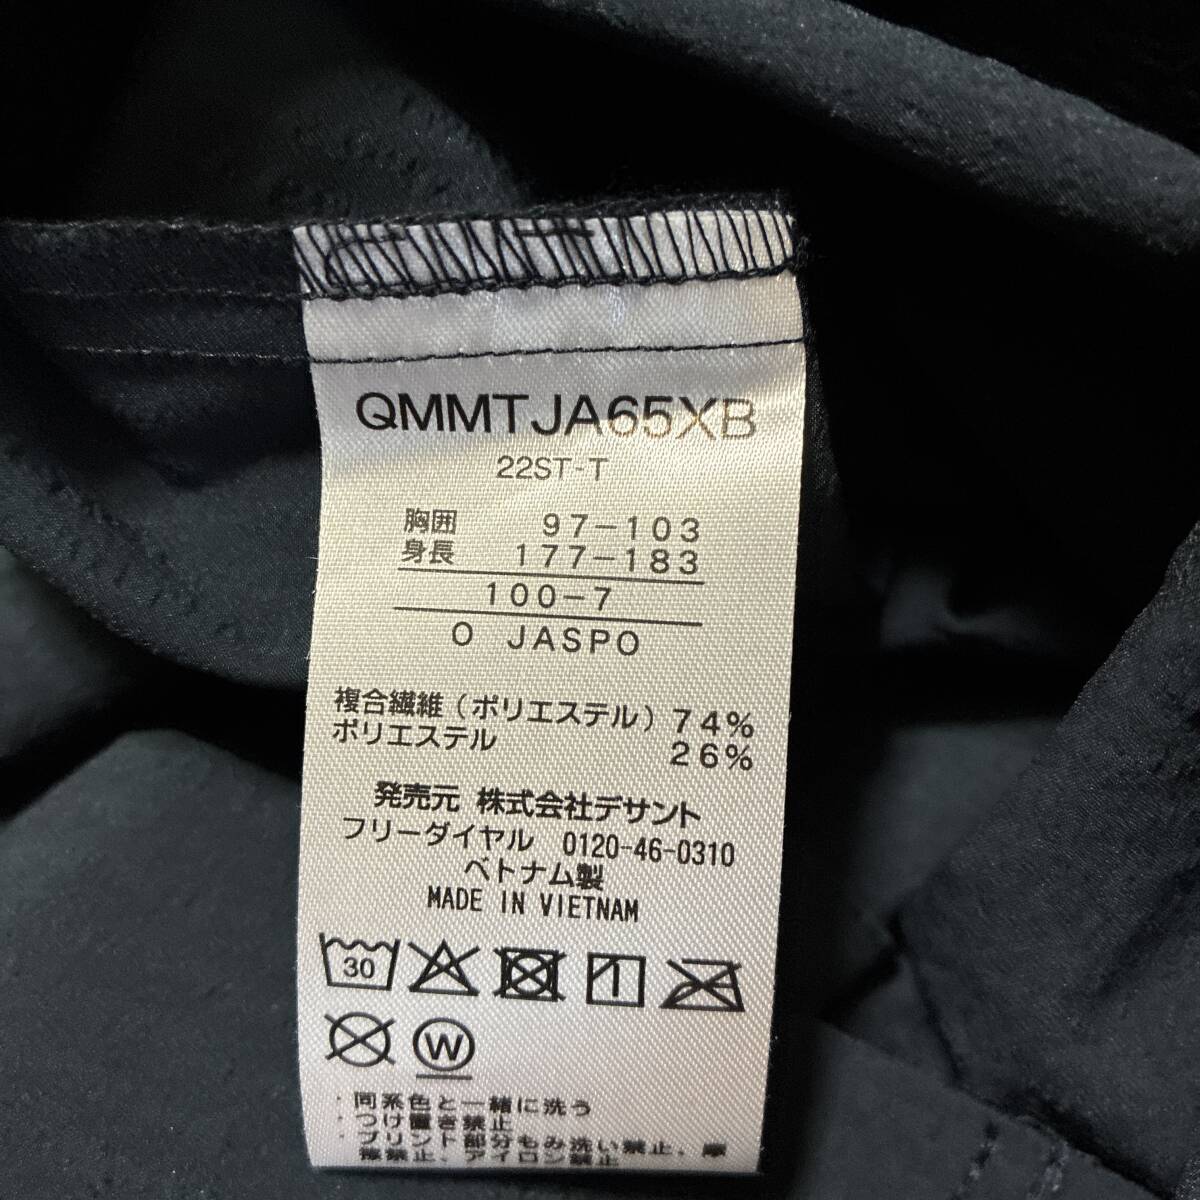 QMMTJA65XB
22ST-T
胸囲 97-103
身長 177-183
100-7
O JASPO
複合繊維(ポリエステル) 74%
ポリエステル 26%
発売元 株式会社デサント
フリーダイヤル 0120-46-0310
ベトナム製
MADE IN VIETNAM
30
W
・同系色と一緒に洗う
・つけ置き禁止
・プリント部分もみ洗い禁止、摩
擦禁止、アイロン禁止